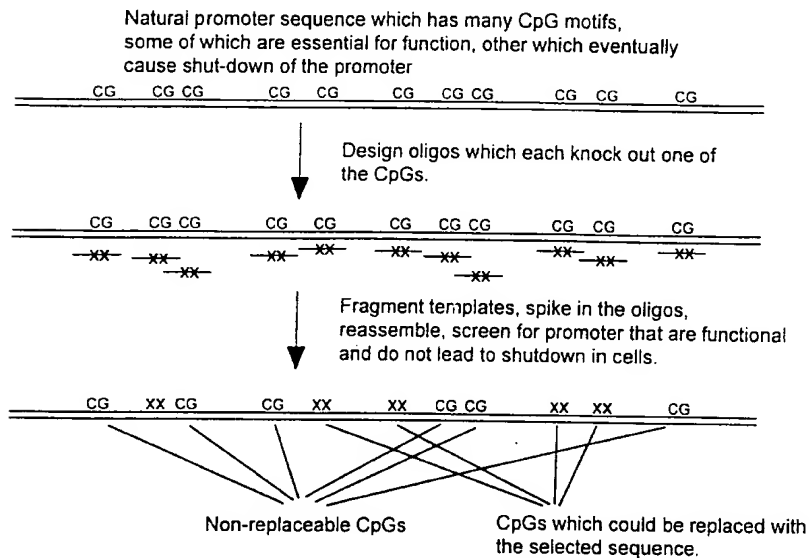 Natural promoter sequence which has many CpG motifs,
some of which are essential for function, other which eventually
cause shut-down of the promoter
CG CG CG CG CG CG CG CG CG CG CG
Design oligos which each knock out one of
the CpGs.
CG CG CG CG CG CG CG CG CG CG CG
XX XX XX XX XX XX XX XX XX XX XX
Fragment templates, spike in the oligos,
reassemble, screen for promoter that are functional
and do not lead to shutdown in cells.
CG XX CG CG XX XX CG CG XX XX CG
Non-replaceable CpGs
CpGs which could be replaced with
the selected sequence.